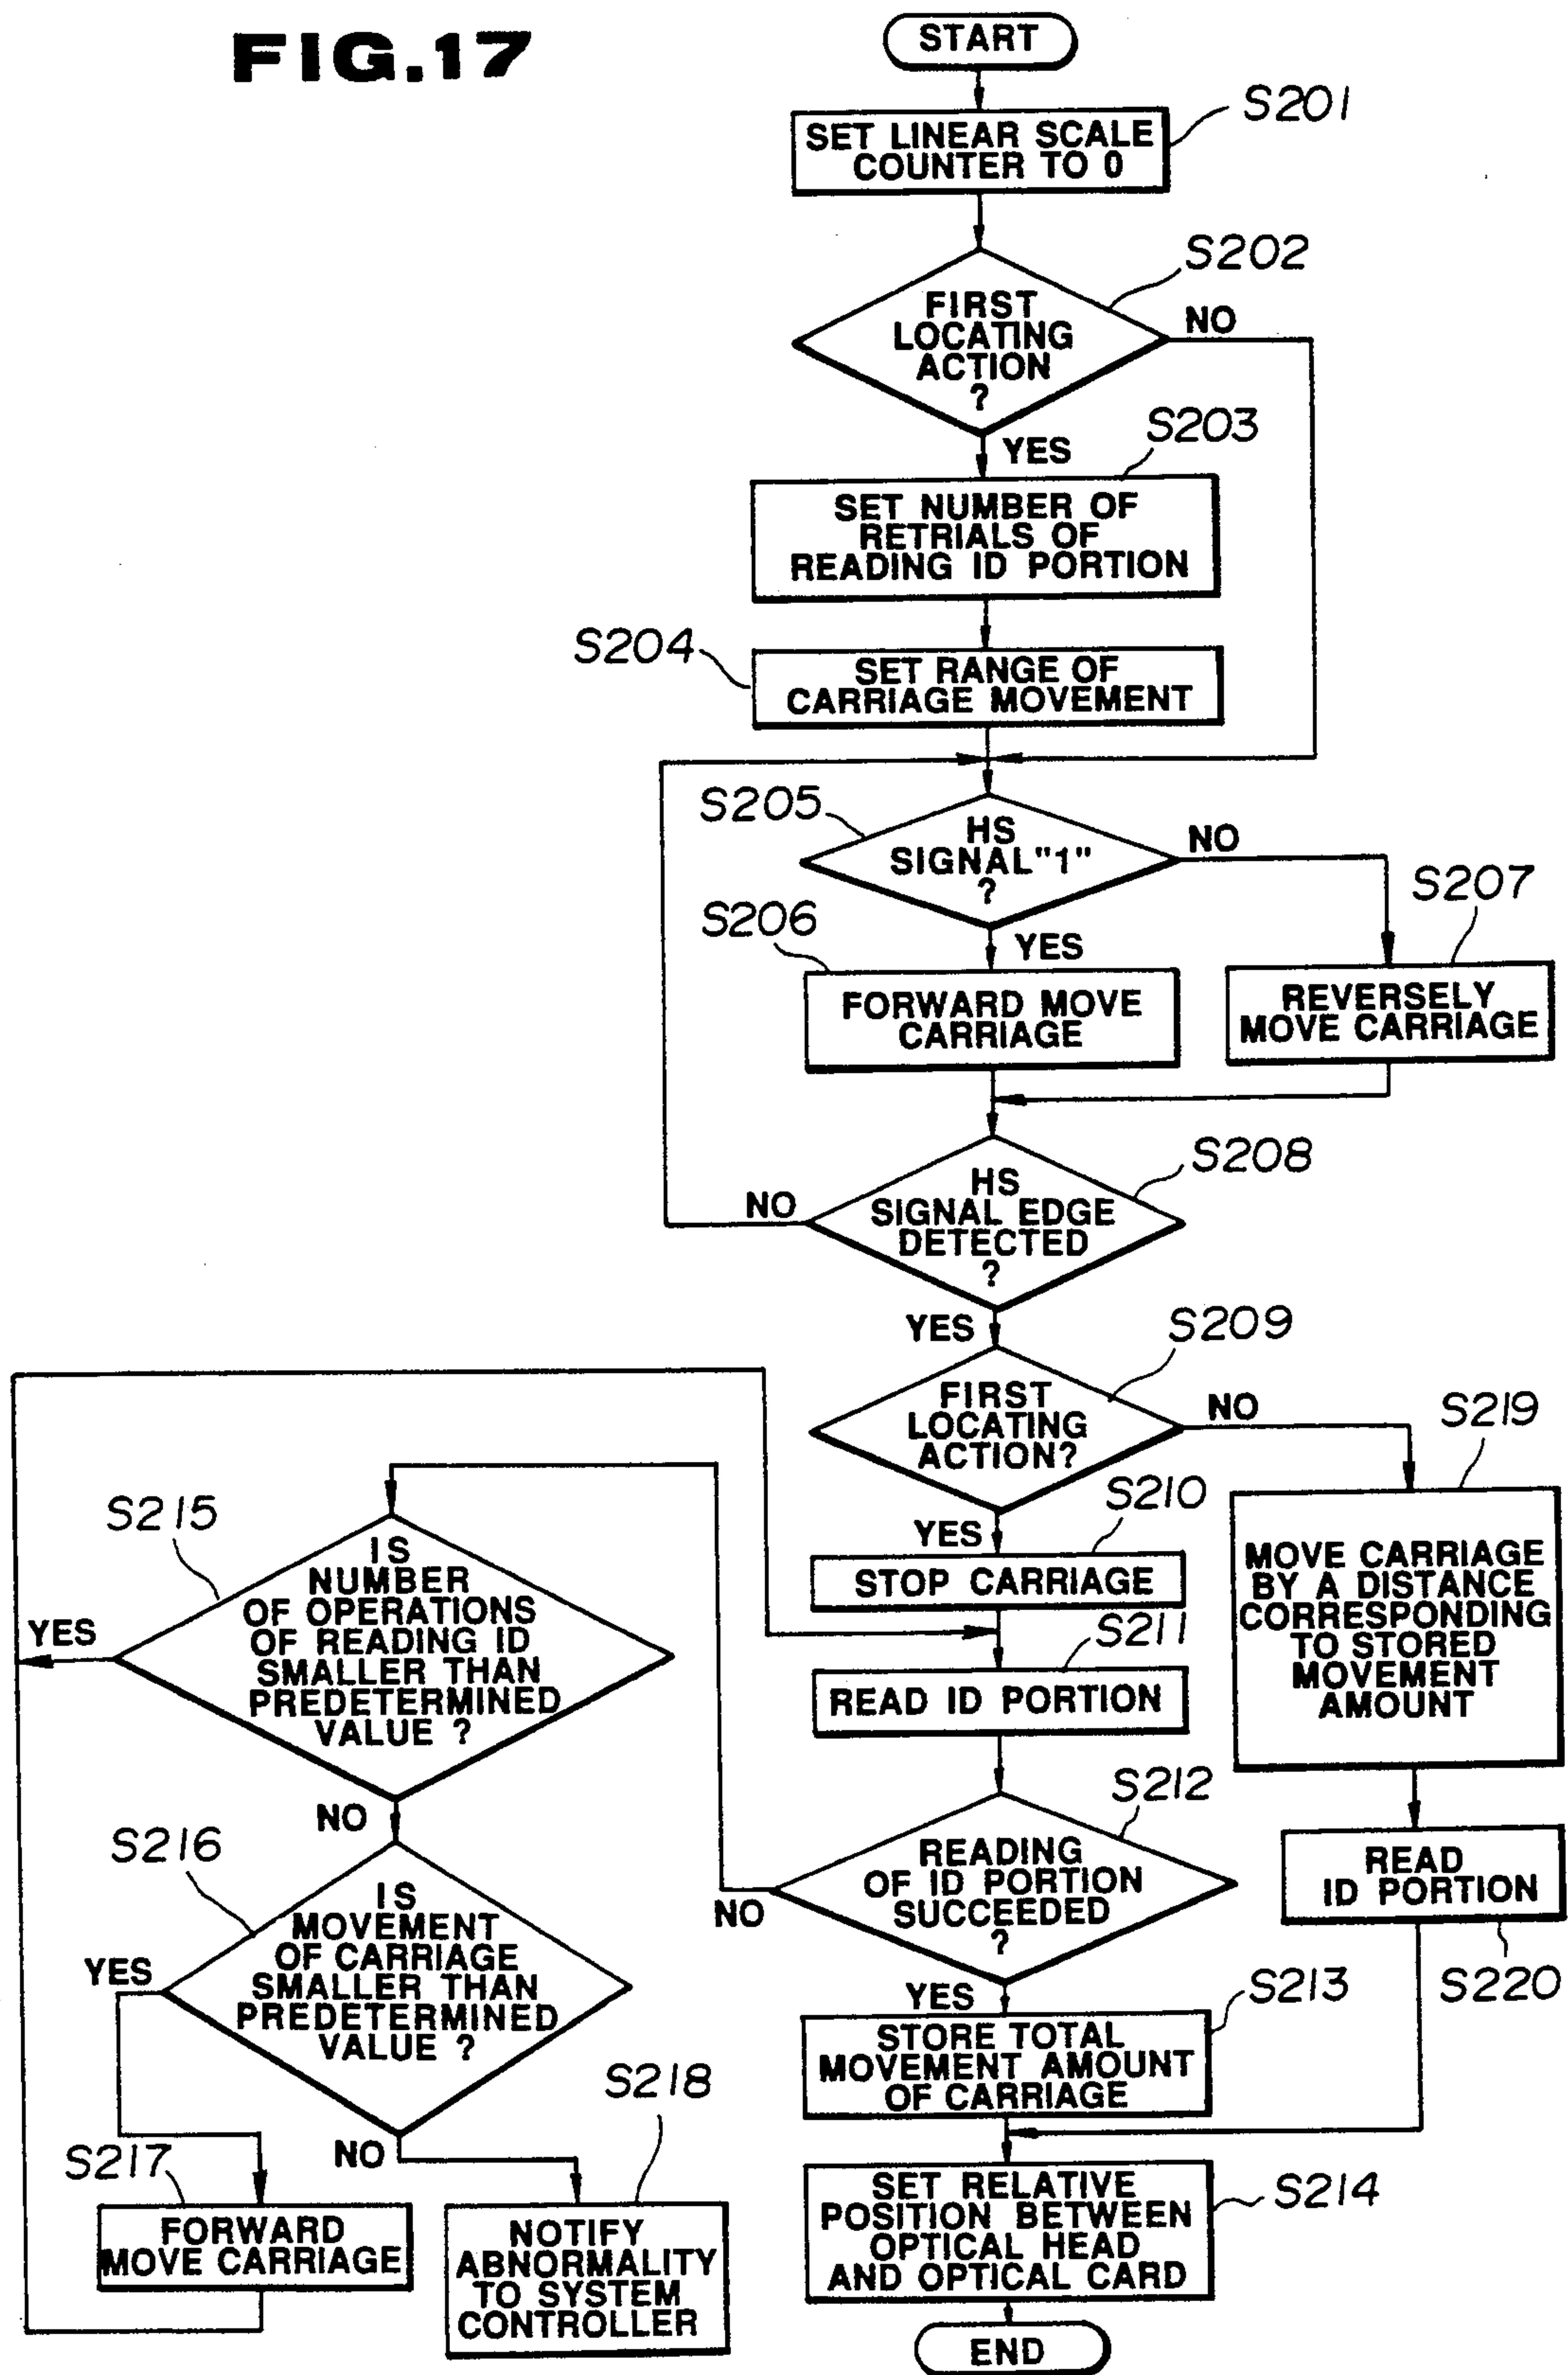 FIG.17
START
S201
SET LINEAR SCALE
COUNTER TO 0
S202
FIRST
LOCATING
ACTION
?
NO
YES
S203
SET NUMBER OF
RETRIALS OF
READING ID PORTION
S204
SET RANGE OF
CARRIAGE MOVEMENT
S205
HS
SIGNAL"1"
?
NO
YES
S206
FORWARD MOVE
CARRIAGE
S207
REVERSELY
MOVE CARRIAGE
S208
HS
SIGNAL EDGE
DETECTED
?
NO
YES
S209
FIRST
LOCATING
ACTION?
NO
YES
S210
STOP CARRIAGE
S211
READ ID PORTION
S212
READING
OF ID PORTION
SUCCEEDED
?
NO
YES
S213
STORE TOTAL
MOVEMENT AMOUNT
OF CARRIAGE
S214
SET RELATIVE
POSITION BETWEEN
OPTICAL HEAD
AND OPTICAL CARD
END
S215
IS
NUMBER
OF OPERATIONS
OF READING ID
SMALLER THAN
PREDETERMINED
VALUE ?
YES
NO
S216
IS
MOVEMENT
OF CARRIAGE
SMALLER THAN
PREDETERMINED
VALUE ?
YES
NO
S217
FORWARD
MOVE CARRIAGE
S218
NOTIFY
ABNORMALITY
TO SYSTEM
CONTROLLER
S219
MOVE CARRIAGE
BY A DISTANCE
CORRESPONDING
TO STORED
MOVEMENT
AMOUNT
READ
ID PORTION
S220